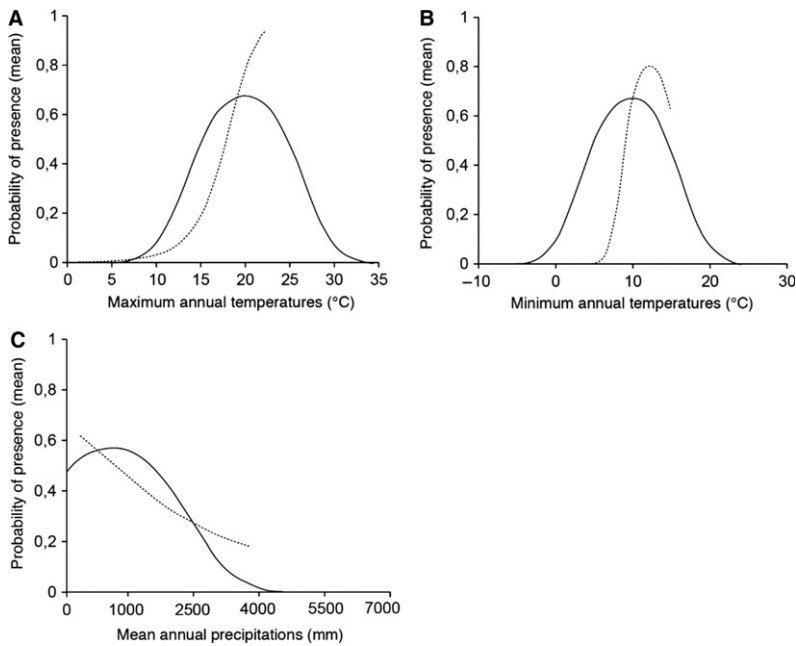 A
Probability of presence (mean)
1
0,8
0,6
0,4
0,2
0
0 5 10 15 20 25 30 35
Maximum annual temperatures (°C)
B
Probability of presence (mean)
1
0,8
0,6
0,4
0,2
0
–10 0 10 20 30
Minimum annual temperatures (°C)
C
Probability of presence (mean)
1
0,8
0,6
0,4
0,2
0
0 1000 2500 4000 5500 7000
Mean annual precipitations (mm)